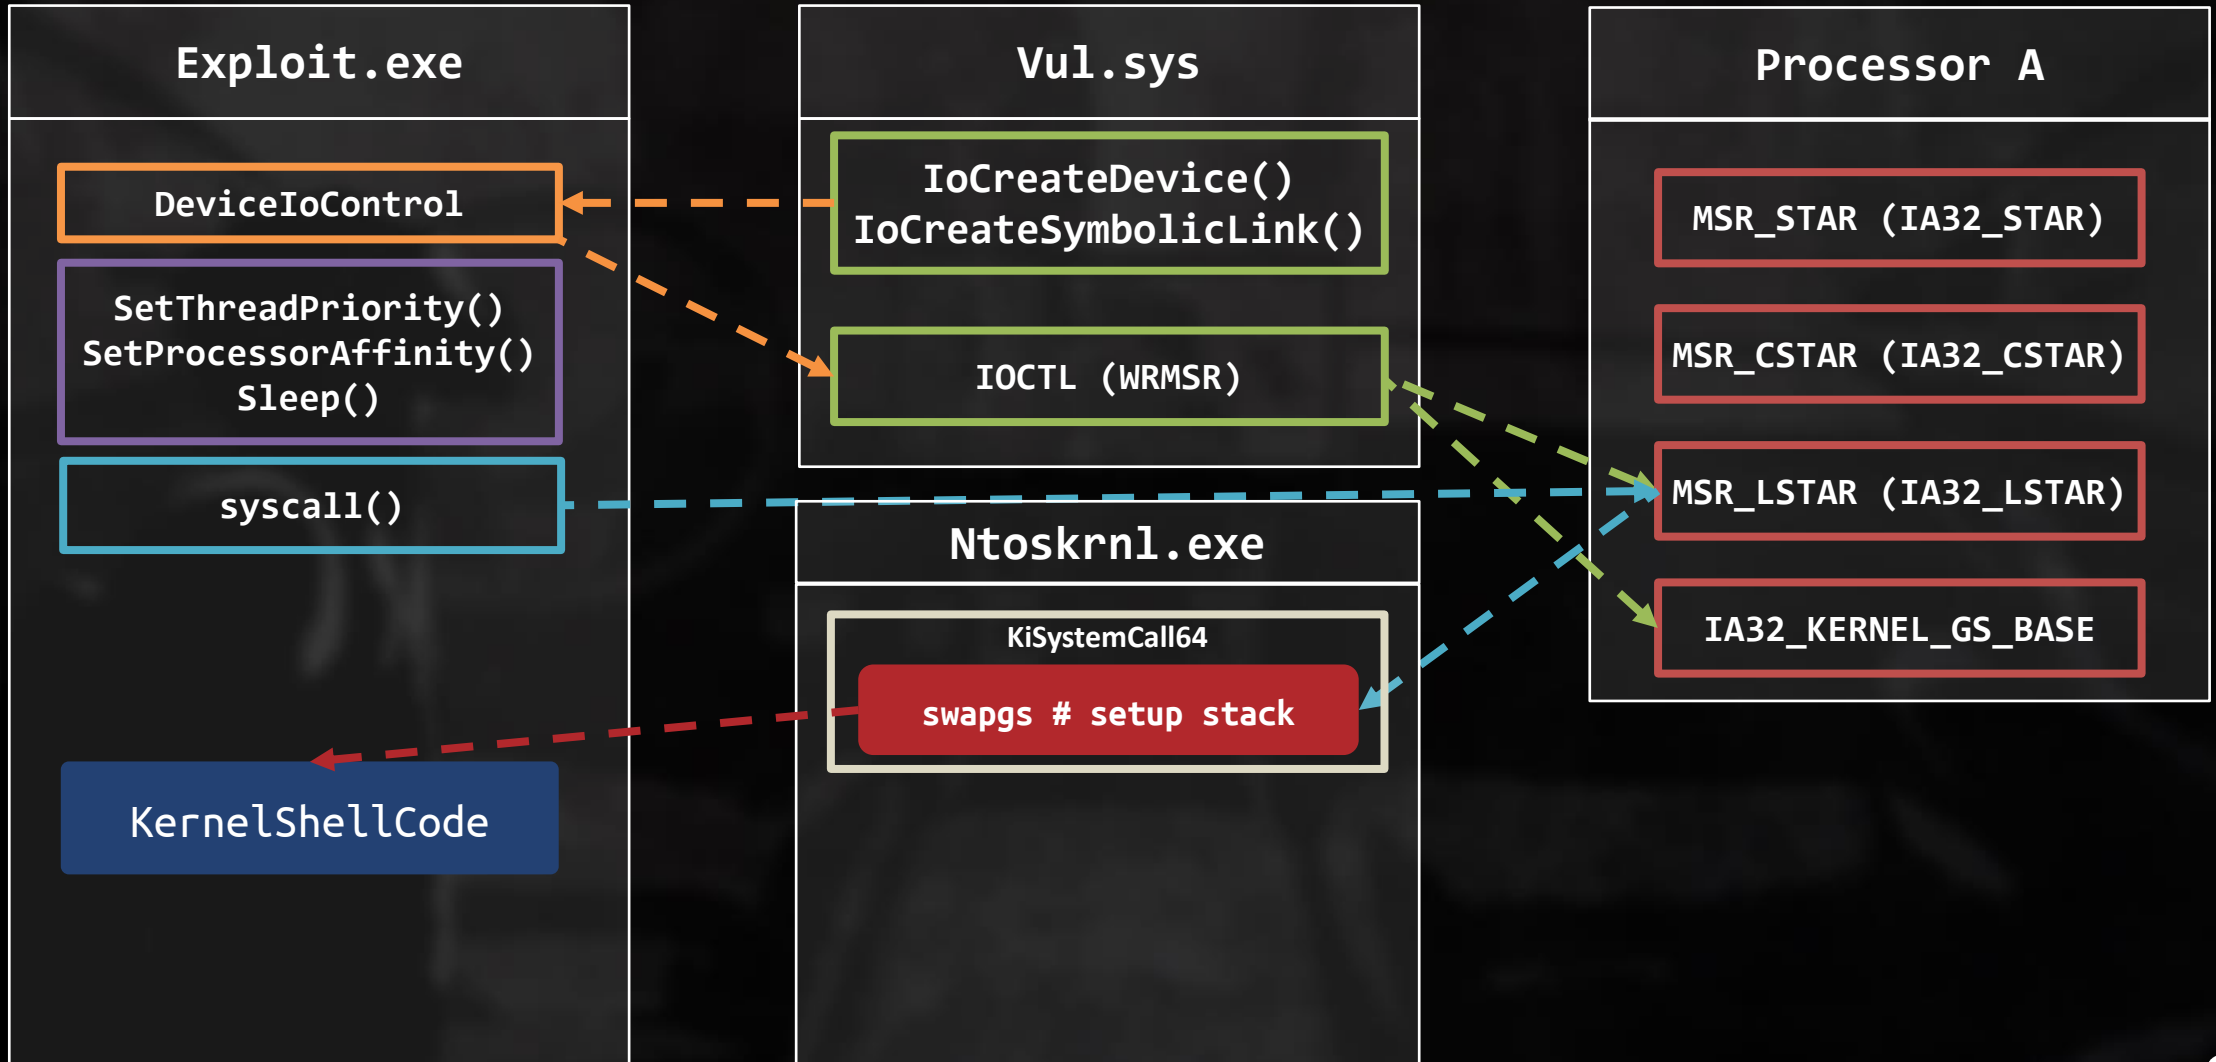 Exploit.exe
DeviceIoControl
SetThreadPriority()
SetProcessorAffinity()
Sleep()
syscall()
KernelShellCode
Vul.sys
IoCreateDevice()
IoCreateSymbolicLink()
IOCTL (WRMSR)
Ntoskrnl.exe
KiSystemCall64
swapgs # setup stack
Processor A
MSR_STAR (IA32_STAR)
MSR_CSTAR (IA32_CSTAR)
MSR_LSTAR (IA32_LSTAR)
IA32_KERNEL_GS_BASE